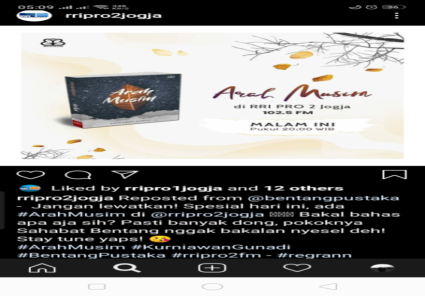 05:09
rripro2jogja
Arah
Musim
Arah Musim
di RRI PRO 2 Jogja
102.5 FM
MALAM INI
Pukul 20:00 WIB
Liked by rripro1jogja and 12 others
rripro2jogja Reposted from @bentangpustaka
- Jangan lewatkan! Spesial hari ini, ada
#ArahMusim di @rripro2jogja Bakal bahas
apa aja sih? Pasti banyak dong, pokoknya
Sahabat Bentang nggak bakalan nyesel deh!
Stay tune yaps! 😘
#ArahMusim #KurniawanGunadi
#BentangPustaka #rripro2fm - #regrann